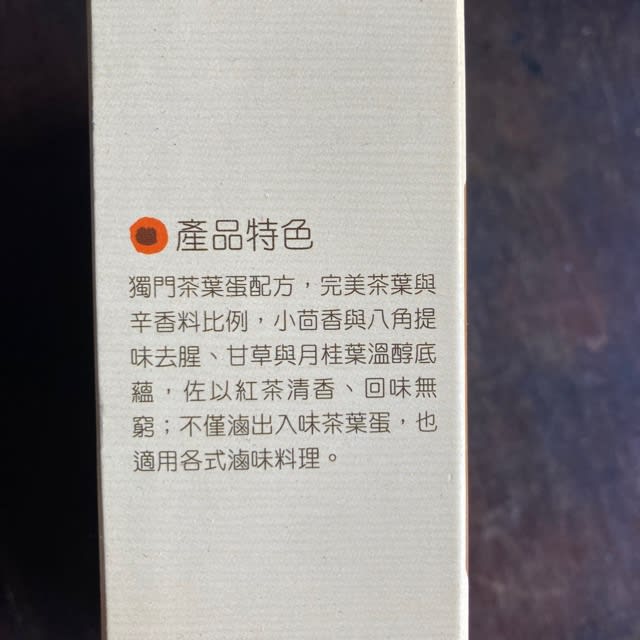 產品特色
獨門茶葉蛋配方，完美茶葉與
辛香料比例，小茴香與八角提
味去腥、甘草與月桂葉溫醇底
蘊，佐以紅茶清香、回味無
窮；不僅滷出入味茶葉蛋，也
適用各式滷味料理。